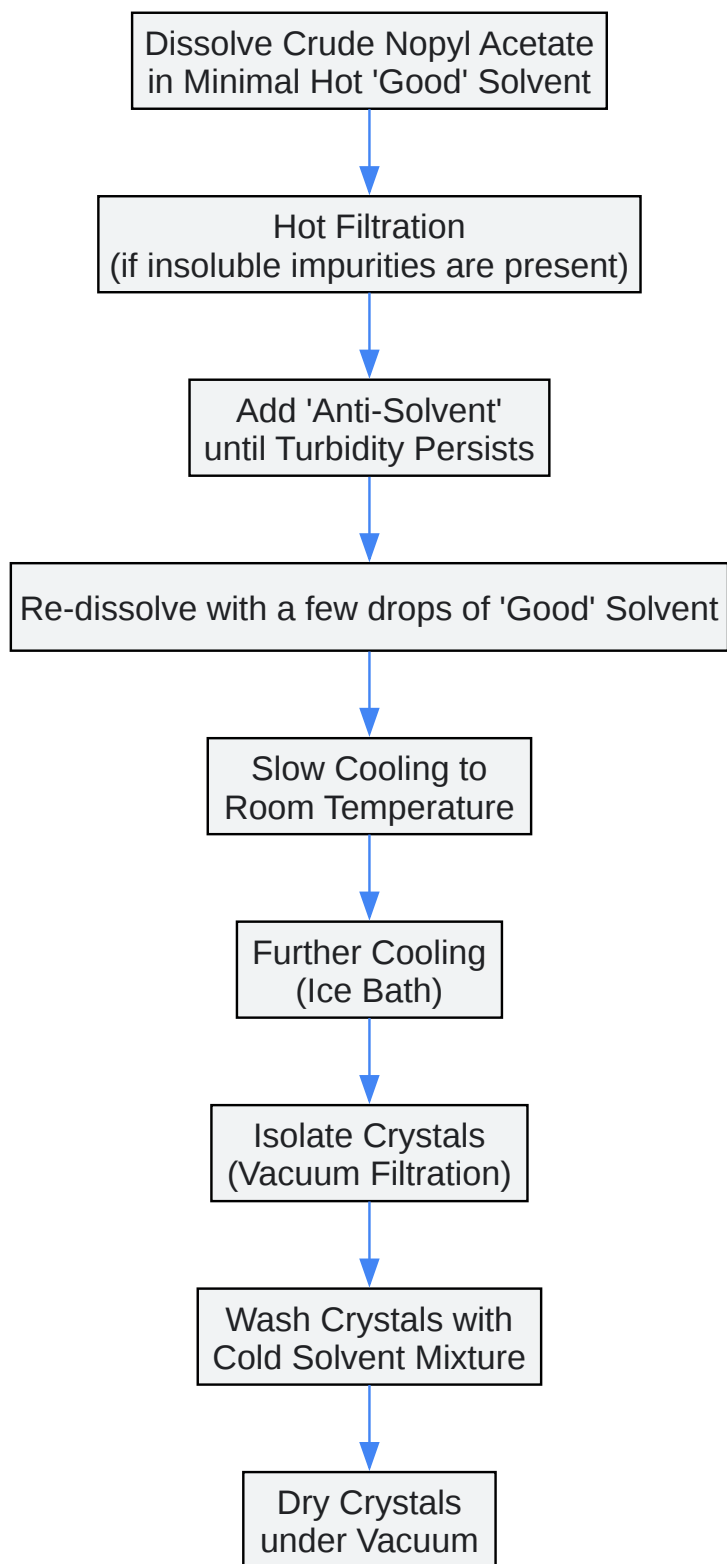 Dissolve Crude Nopyl Acetate
in Minimal Hot 'Good' Solvent
Hot Filtration
(if insoluble impurities are present)
Add 'Anti-Solvent'
until Turbidity Persists
Re-dissolve with a few drops of 'Good' Solvent
Slow Cooling to
Room Temperature
Further Cooling
(Ice Bath)
Isolate Crystals
(Vacuum Filtration)
Wash Crystals with
Cold Solvent Mixture
Dry Crystals
under Vacuum